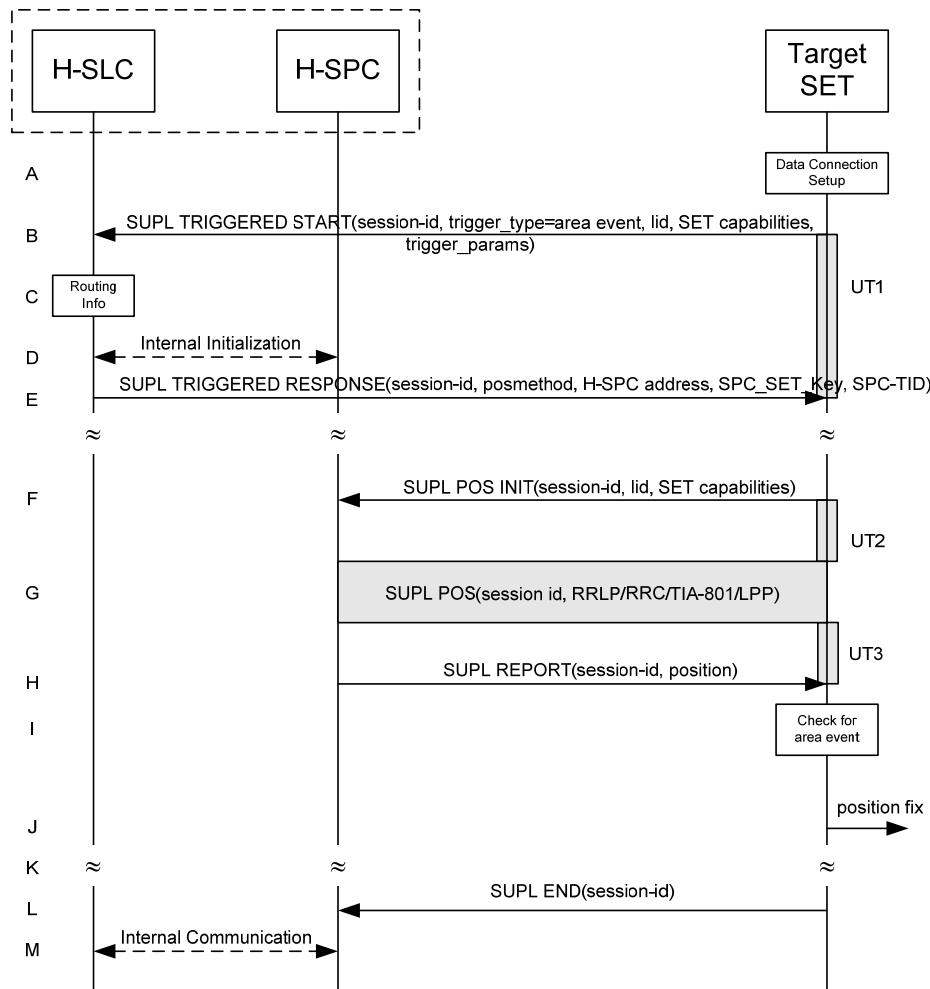 H-SLC
H-SPC
Target
SET
A
Data Connection
Setup
B
SUPL TRIGGERED START(session-id, trigger_type=area event, lid, SET capabilities,
trigger_params)
C
Routing
Info
UT1
D
Internal Initialization
E
SUPL TRIGGERED RESPONSE(session-id, posmethod, H-SPC address, SPC_SET_Key, SPC-TID)
≈ ≈ ≈
F
SUPL POS INIT(session-id, lid, SET capabilities)
UT2
G
SUPL POS(session id, RRLP/RRC/TIA-801/LPP)
UT3
H
SUPL REPORT(session-id, position)
I
Check for
area event
J
position fix
K
≈ ≈ ≈
L
SUPL END(session-id)
M
Internal Communication